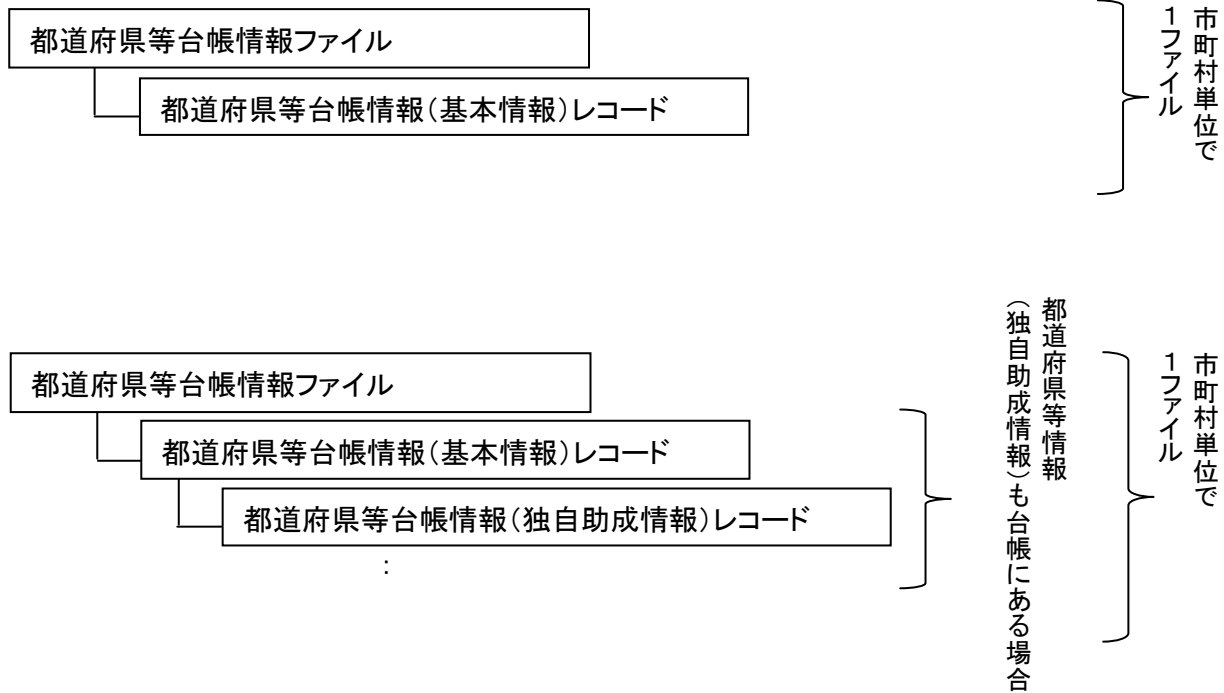 都道府県等台帳情報ファイル
都道府県等台帳情報（基本情報）レコード
市町村単位で
１ファイル
都道府県等台帳情報ファイル
都道府県等台帳情報（基本情報）レコード
都道府県等台帳情報（独自助成情報）レコード
：
都道府県等情報
（独自助成情報）も台帳にある場合
市町村単位で
１ファイル